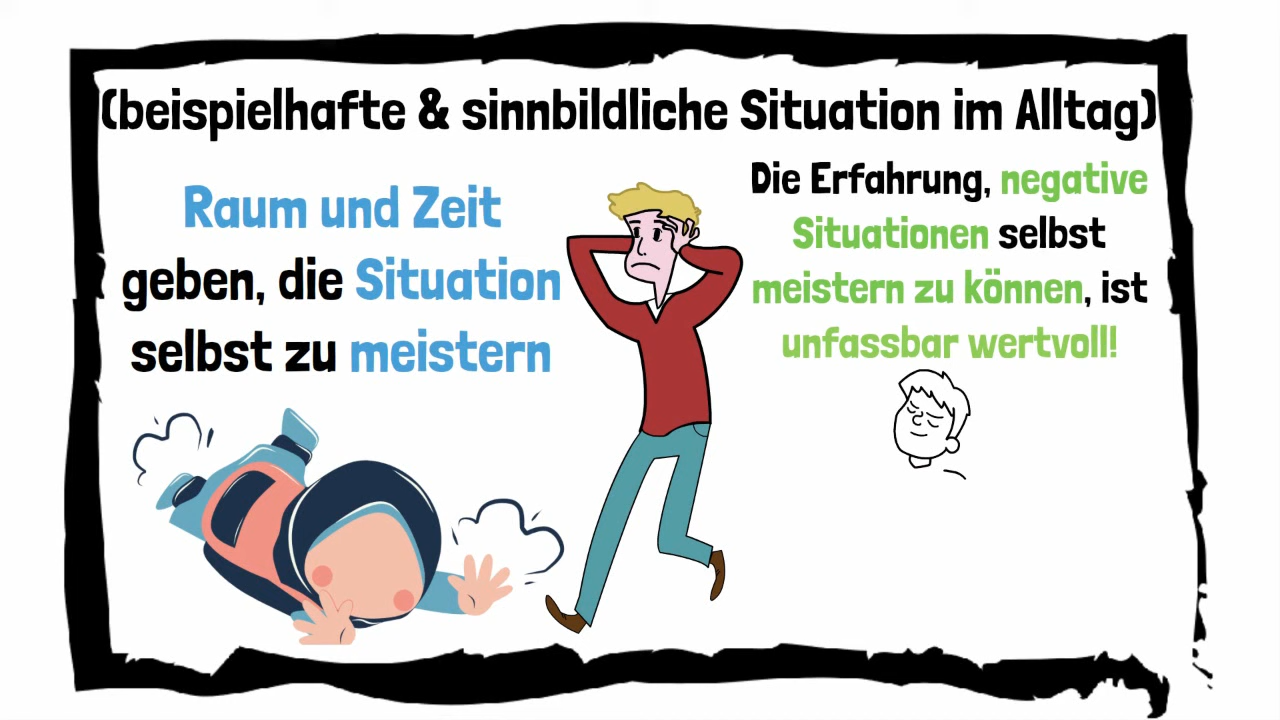 (beispielhafte & sinnbildliche Situation im Alltag)
Raum und Zeit
geben, die Situation
selbst zu meistern
Die Erfahrung, negative
Situationen selbst
meistern zu können, ist
unfassbar wertvoll!